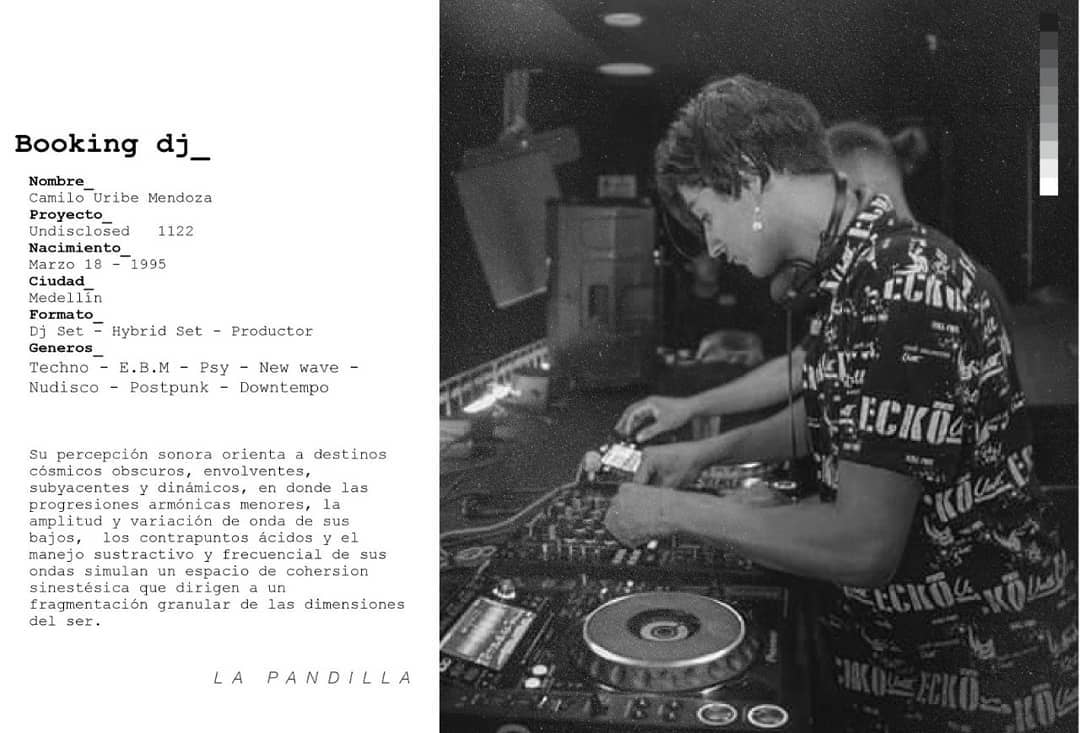 Booking dj_
Nombre_
Camilo Uribe Mendoza
Proyecto_
Undisclosed 1122
Nacimiento_
Marzo 18 - 1995
Ciudad_
Medellín
Formato_
Dj Set - Hybrid Set - Productor
Generos_
Techno - E.B.M - Psy - New wave -
Nudisco - Postpunk - Downtempo
Su percepción sonora orienta a destinos
cósmicos obscuros, envolventes,
subyacentes y dinámicos, en donde las
progresiones armónicas menores, la
amplitud y variación de onda de sus
bajos, los contrapuntos ácidos y el
manejo sustractivo y frecuencial de sus
ondas simulan un espacio de cohersion
sinestésica que dirigen a un
fragmentación granular de las dimensiones
del ser.
LA PANDILLA
ECKŌ
ECKŌ
ECKŌ
ECKŌ